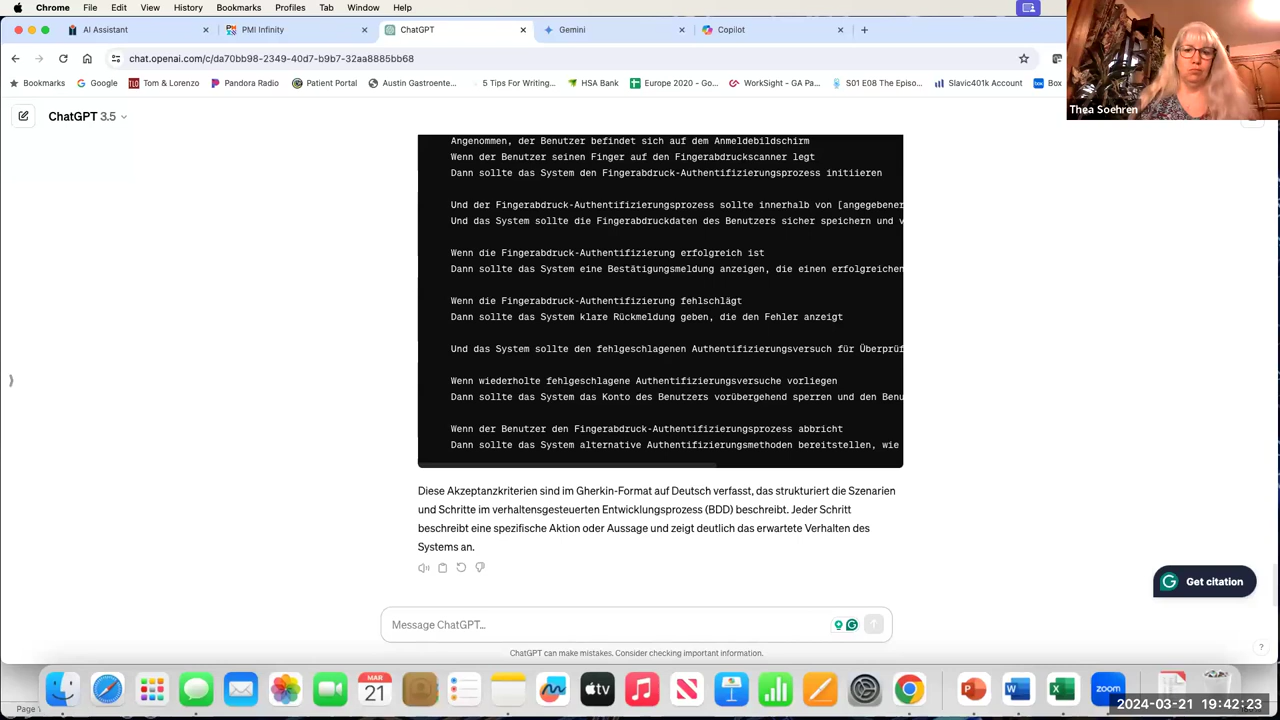 Chrome File Edit View History Bookmarks Profiles Tab Window Help
AI Assistant PMI Infinity ChatGPT Gemini Copilot
chat.openai.com/c/da70bb98-2349-40d7-b9b7-32aa8885bb68
Bookmarks Google Tom & Lorenzo Pandora Radio Patient Portal Austin Gastroente... 5 Tips For Writing... HSA Bank Europe 2020 - Go... WorkSight - GA Pa... S01 E08 The Episo... Slavic401k Account Box
Thea Soehren
ChatGPT 3.5
Angenommen, der Benutzer befindet sich auf dem Anmeldebildschirm
Wenn der Benutzer seinen Finger auf den Fingerabdruckscanner legt
Dann sollte das System den Fingerabdruck-Authentifizierungsprozess initiieren
Und der Fingerabdruck-Authentifizierungsprozess sollte innerhalb von [angegebener
Und das System sollte die Fingerabdruckdaten des Benutzers sicher speichern und v
Wenn die Fingerabdruck-Authentifizierung erfolgreich ist
Dann sollte das System eine Bestätigungsmeldung anzeigen, die einen erfolgreichen
Wenn die Fingerabdruck-Authentifizierung fehlschlägt
Dann sollte das System klare Rückmeldung geben, die den Fehler anzeigt
Und das System sollte den fehlgeschlagenen Authentifizierungsversuch für Überprüf
Wenn wiederholte fehlgeschlagene Authentifizierungsversuche vorliegen
Dann sollte das System das Konto des Benutzers vorübergehend sperren und den Benu
Wenn der Benutzer den Fingerabdruck-Authentifizierungsprozess abbricht
Dann sollte das System alternative Authentifizierungsmethoden bereitstellen, wie
Diese Akzeptanzkriterien sind im Gherkin-Format auf Deutsch verfasst, das strukturiert die Szenarien
und Schritte im verhaltensgesteuerten Entwicklungsprozess (BDD) beschreibt. Jeder Schritt
beschreibt eine spezifische Aktion oder Aussage und zeigt deutlich das erwartete Verhalten des
Systems an.
Get citation
Message ChatGPT...
ChatGPT can make mistakes. Consider checking important information.
?
MAR
21
tv
zoom
Page
2024-03-21 19:42:23